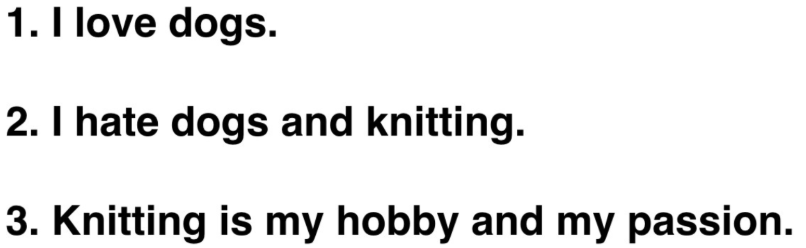 1. I love dogs.
2. I hate dogs and knitting.
3. Knitting is my hobby and my passion.